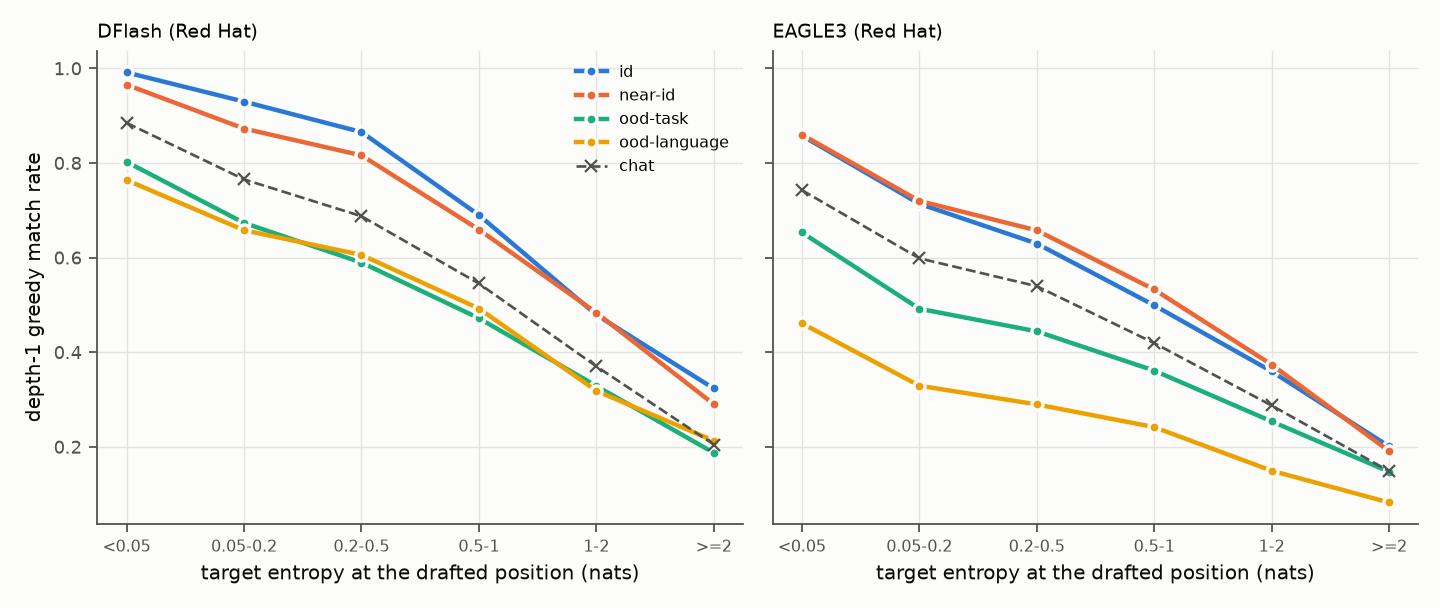 DFlash (Red Hat)
EAGLE3 (Red Hat)
depth-1 greedy match rate
1.0
0.8
0.6
0.4
0.2
id
near-id
ood-task
ood-language
chat
<0.05 0.05-0.2 0.2-0.5 0.5-1 1-2 >=2
target entropy at the drafted position (nats)
<0.05 0.05-0.2 0.2-0.5 0.5-1 1-2 >=2
target entropy at the drafted position (nats)